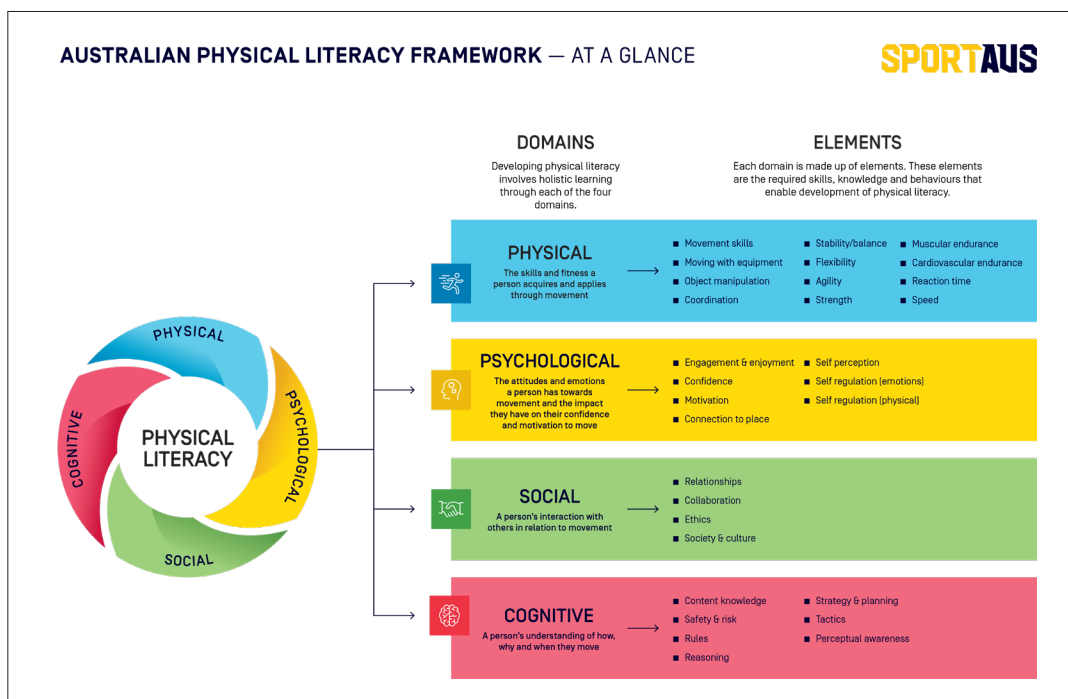 AUSTRALIAN PHYSICAL LITERACY FRAMEWORK — AT A GLANCE
SPORTAUS
DOMAINS
Developing physical literacy
involves holistic learning
through each of the four
domains.
ELEMENTS
Each domain is made up of elements. These elements
are the required skills, knowledge and behaviours that
enable development of physical literacy.
PHYSICAL
PSYCHOLOGICAL
SOCIAL
COGNITIVE
PHYSICAL
LITERACY
PHYSICAL
The skills and fitness a
person acquires and applies
through movement
■ Movement skills
■ Moving with equipment
■ Object manipulation
■ Coordination
■ Stability/balance
■ Flexibility
■ Agility
■ Strength
■ Muscular endurance
■ Cardiovascular endurance
■ Reaction time
■ Speed
PSYCHOLOGICAL
The attitudes and emotions
a person has towards
movement and the impact
they have on their confidence
and motivation to move
■ Engagement & enjoyment
■ Confidence
■ Motivation
■ Connection to place
■ Self perception
■ Self regulation (emotions)
■ Self regulation (physical)
SOCIAL
A person's interaction with
others in relation to movement
■ Relationships
■ Collaboration
■ Ethics
■ Society & culture
COGNITIVE
A person's understanding of how,
why and when they move
■ Content knowledge
■ Safety & risk
■ Rules
■ Reasoning
■ Strategy & planning
■ Tactics
■ Perceptual awareness